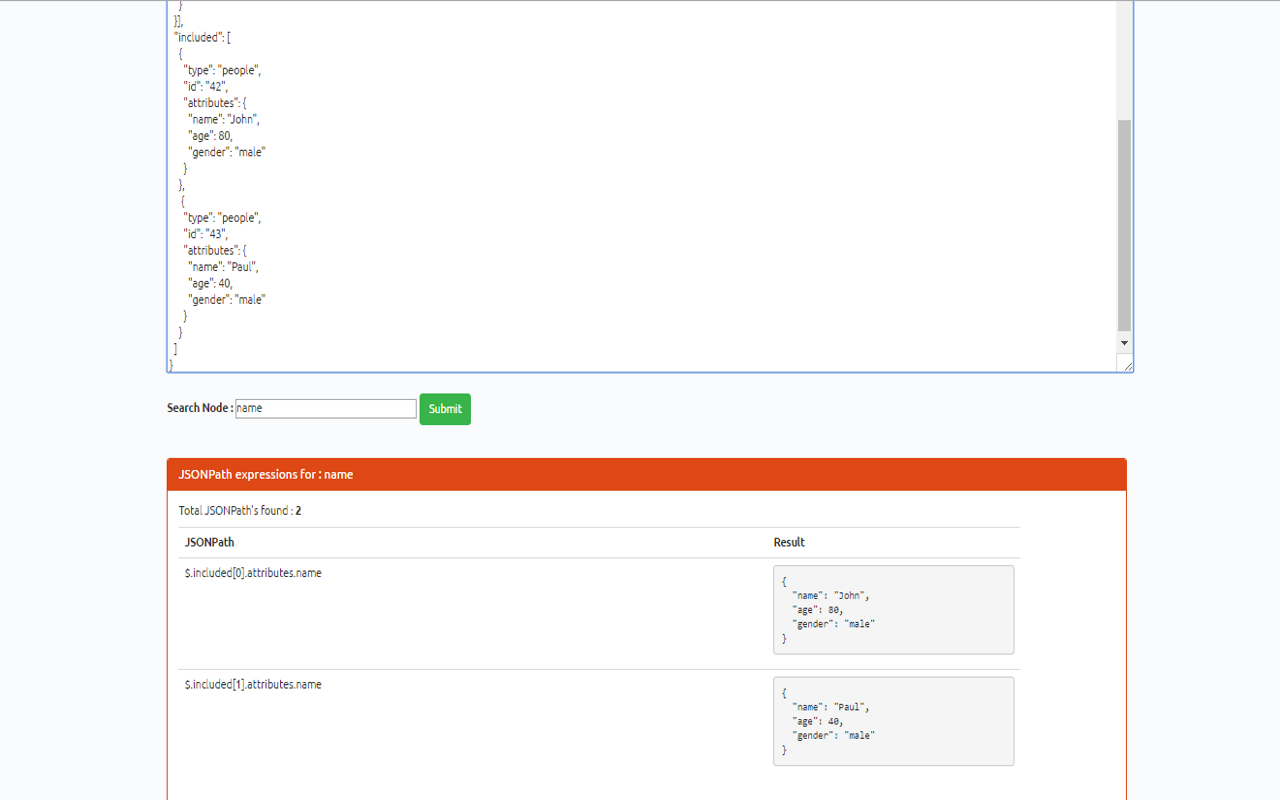 }
}],
"included": [
{
"type": "people",
"id": "42",
"attributes": {
"name": "John",
"age": 80,
"gender": "male"
}
},
{
"type": "people",
"id": "43",
"attributes": {
"name": "Paul",
"age": 40,
"gender": "male"
}
}
]
}
Search Node : name Submit
JSONPath expressions for : name
Total JSONPath's found : 2
JSONPath Result
$.included[0].attributes.name
{
"name": "John",
"age": 80,
"gender": "male"
}
$.included[1].attributes.name
{
"name": "Paul",
"age": 40,
"gender": "male"
}